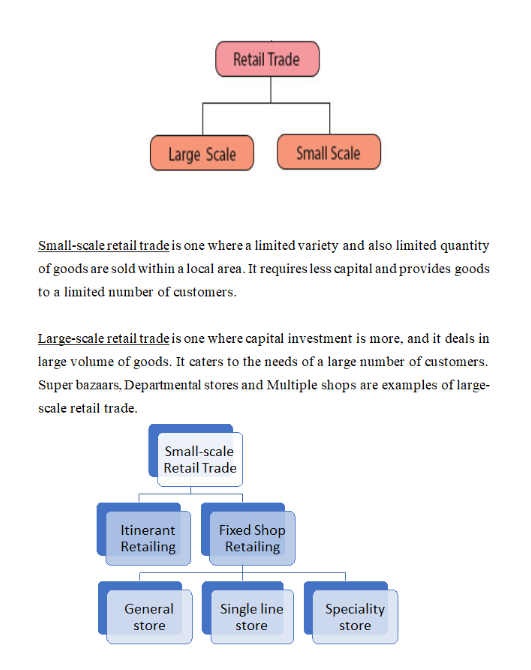 Retail Trade
Large Scale
Small Scale
Small-scale retail trade is one where a limited variety and also limited quantity
of goods are sold within a local area. It requires less capital and provides goods
to a limited number of customers.
Large-scale retail trade is one where capital investment is more, and it deals in
large volume of goods. It caters to the needs of a large number of customers.
Super bazaars, Departmental stores and Multiple shops are examples of large-
scale retail trade.
Small-scale
Retail Trade
Itinerant
Retailing
Fixed Shop
Retailing
General
store
Single line
store
Speciality
store